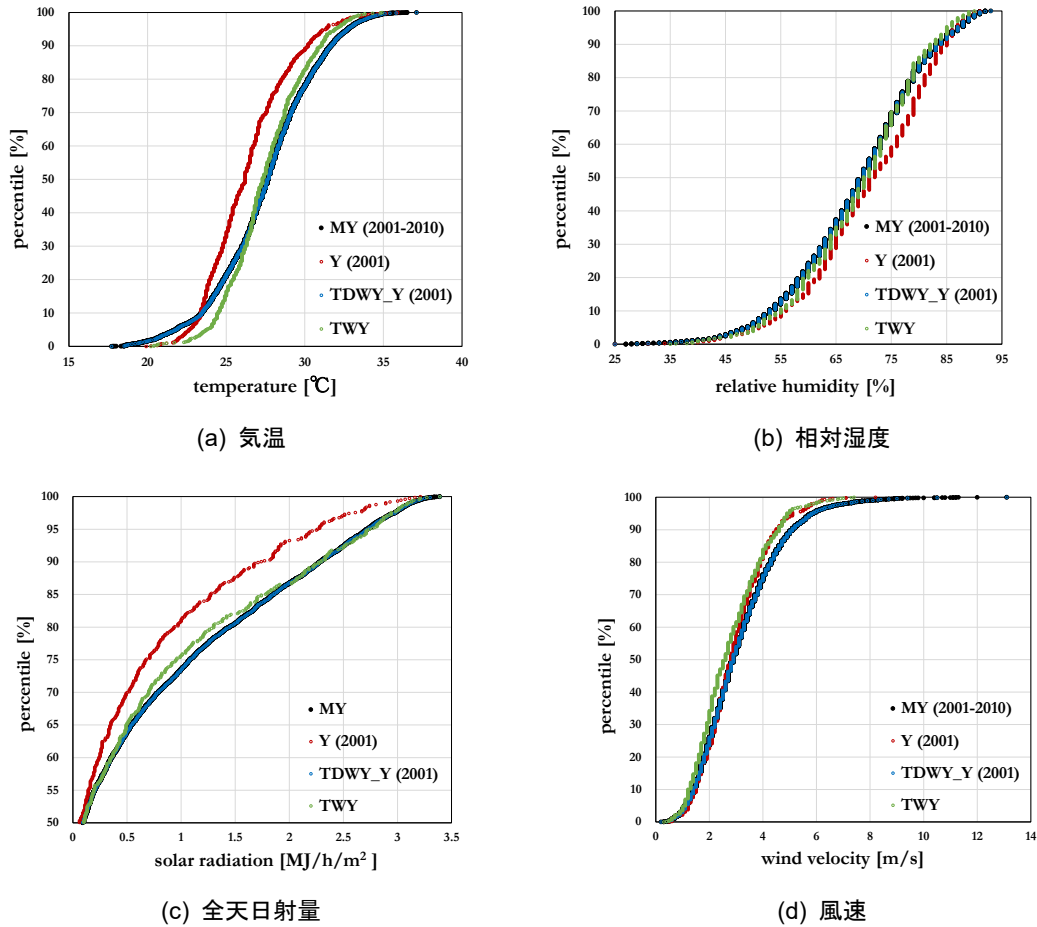 100
90
80
70
60
50
40
30
20
10
0
percentile [%]
MY (2001-2010)
Y (2001)
TDWY_Y (2001)
TWY
15 20 25 30 35 40
temperature [℃]
(a) 気温
100
90
80
70
60
50
40
30
20
10
0
percentile [%]
MY (2001-2010)
Y (2001)
TDWY_Y (2001)
TWY
25 35 45 55 65 75 85 95
relative humidity [%]
(b) 相対湿度
100
95
90
85
80
75
70
65
60
55
50
percentile [%]
MY
Y (2001)
TDWY_Y (2001)
TWY
0 0.5 1 1.5 2 2.5 3 3.5
solar radiation [MJ/h/m² ]
(c) 全天日射量
100
90
80
70
60
50
40
30
20
10
0
percentile [%]
MY (2001-2010)
Y (2001)
TDWY_Y (2001)
TWY
0 2 4 6 8 10 12 14
wind velocity [m/s]
(d) 風速